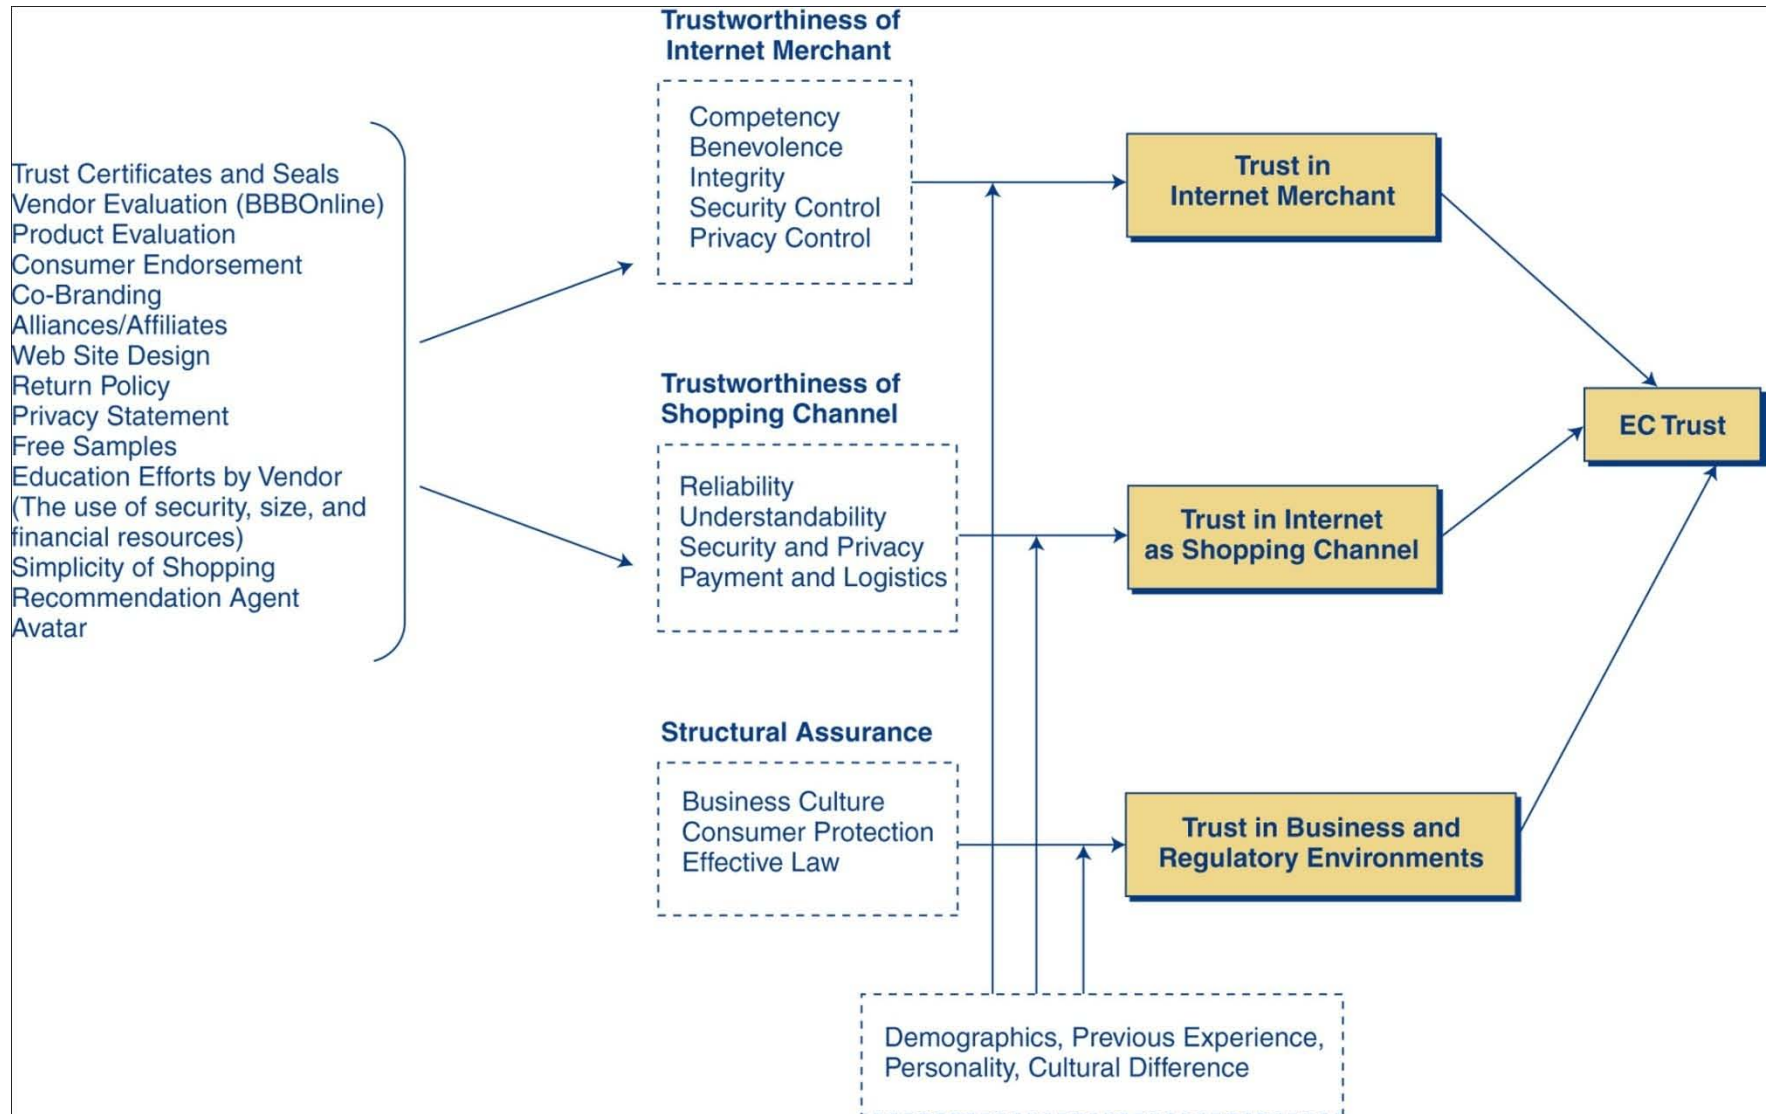 Trustworthiness of
Internet Merchant
Competency
Benevolence
Integrity
Security Control
Privacy Control
Trust in
Internet Merchant
Trust Certificates and Seals
Vendor Evaluation (BBBOnline)
Product Evaluation
Consumer Endorsement
Co-Branding
Alliances/Affiliates
Web Site Design
Return Policy
Privacy Statement
Free Samples
Education Efforts by Vendor
(The use of security, size, and
financial resources)
Simplicity of Shopping
Recommendation Agent
Avatar
Trustworthiness of
Shopping Channel
Reliability
Understandability
Security and Privacy
Payment and Logistics
Trust in Internet
as Shopping Channel
EC Trust
Structural Assurance
Business Culture
Consumer Protection
Effective Law
Trust in Business and
Regulatory Environments
Demographics, Previous Experience,
Personality, Cultural Difference